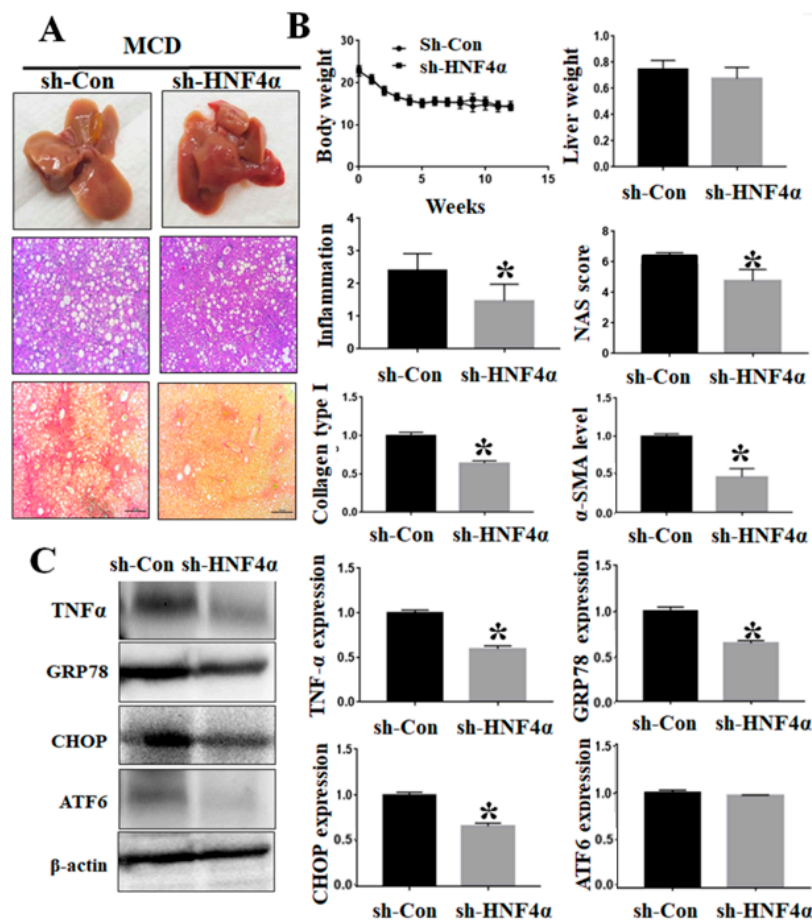 A
MCD
sh-Con sh-HNF4α
B
Body weight
30
20
10
0
0 5 10 15
Weeks
Sh-Con
sh-HNF4α
Liver weight
1.0
0.8
0.6
0.4
0.2
0.0
sh-Con sh-HNF4α
Inflammation
4
3
2
1
0
*
sh-Con sh-HNF4α
NAS score
8
6
4
2
0
*
sh-Con sh-HNF4α
Collagen type I
1.5
1.0
0.5
0.0
*
sh-Con sh-HNF4α
α-SMA level
1.5
1.0
0.5
0.0
*
sh-Con sh-HNF4α
C
sh-Con sh-HNF4α
TNFα
GRP78
CHOP
ATF6
β-actin
TNF-α expression
1.5
1.0
0.5
0.0
*
sh-Con sh-HNF4α
GRP78 expression
1.5
1.0
0.5
0.0
*
sh-Con sh-HNF4α
CHOP expression
1.5
1.0
0.5
0.0
*
sh-Con sh-HNF4α
ATF6 expression
1.5
1.0
0.5
0.0
sh-Con sh-HNF4α